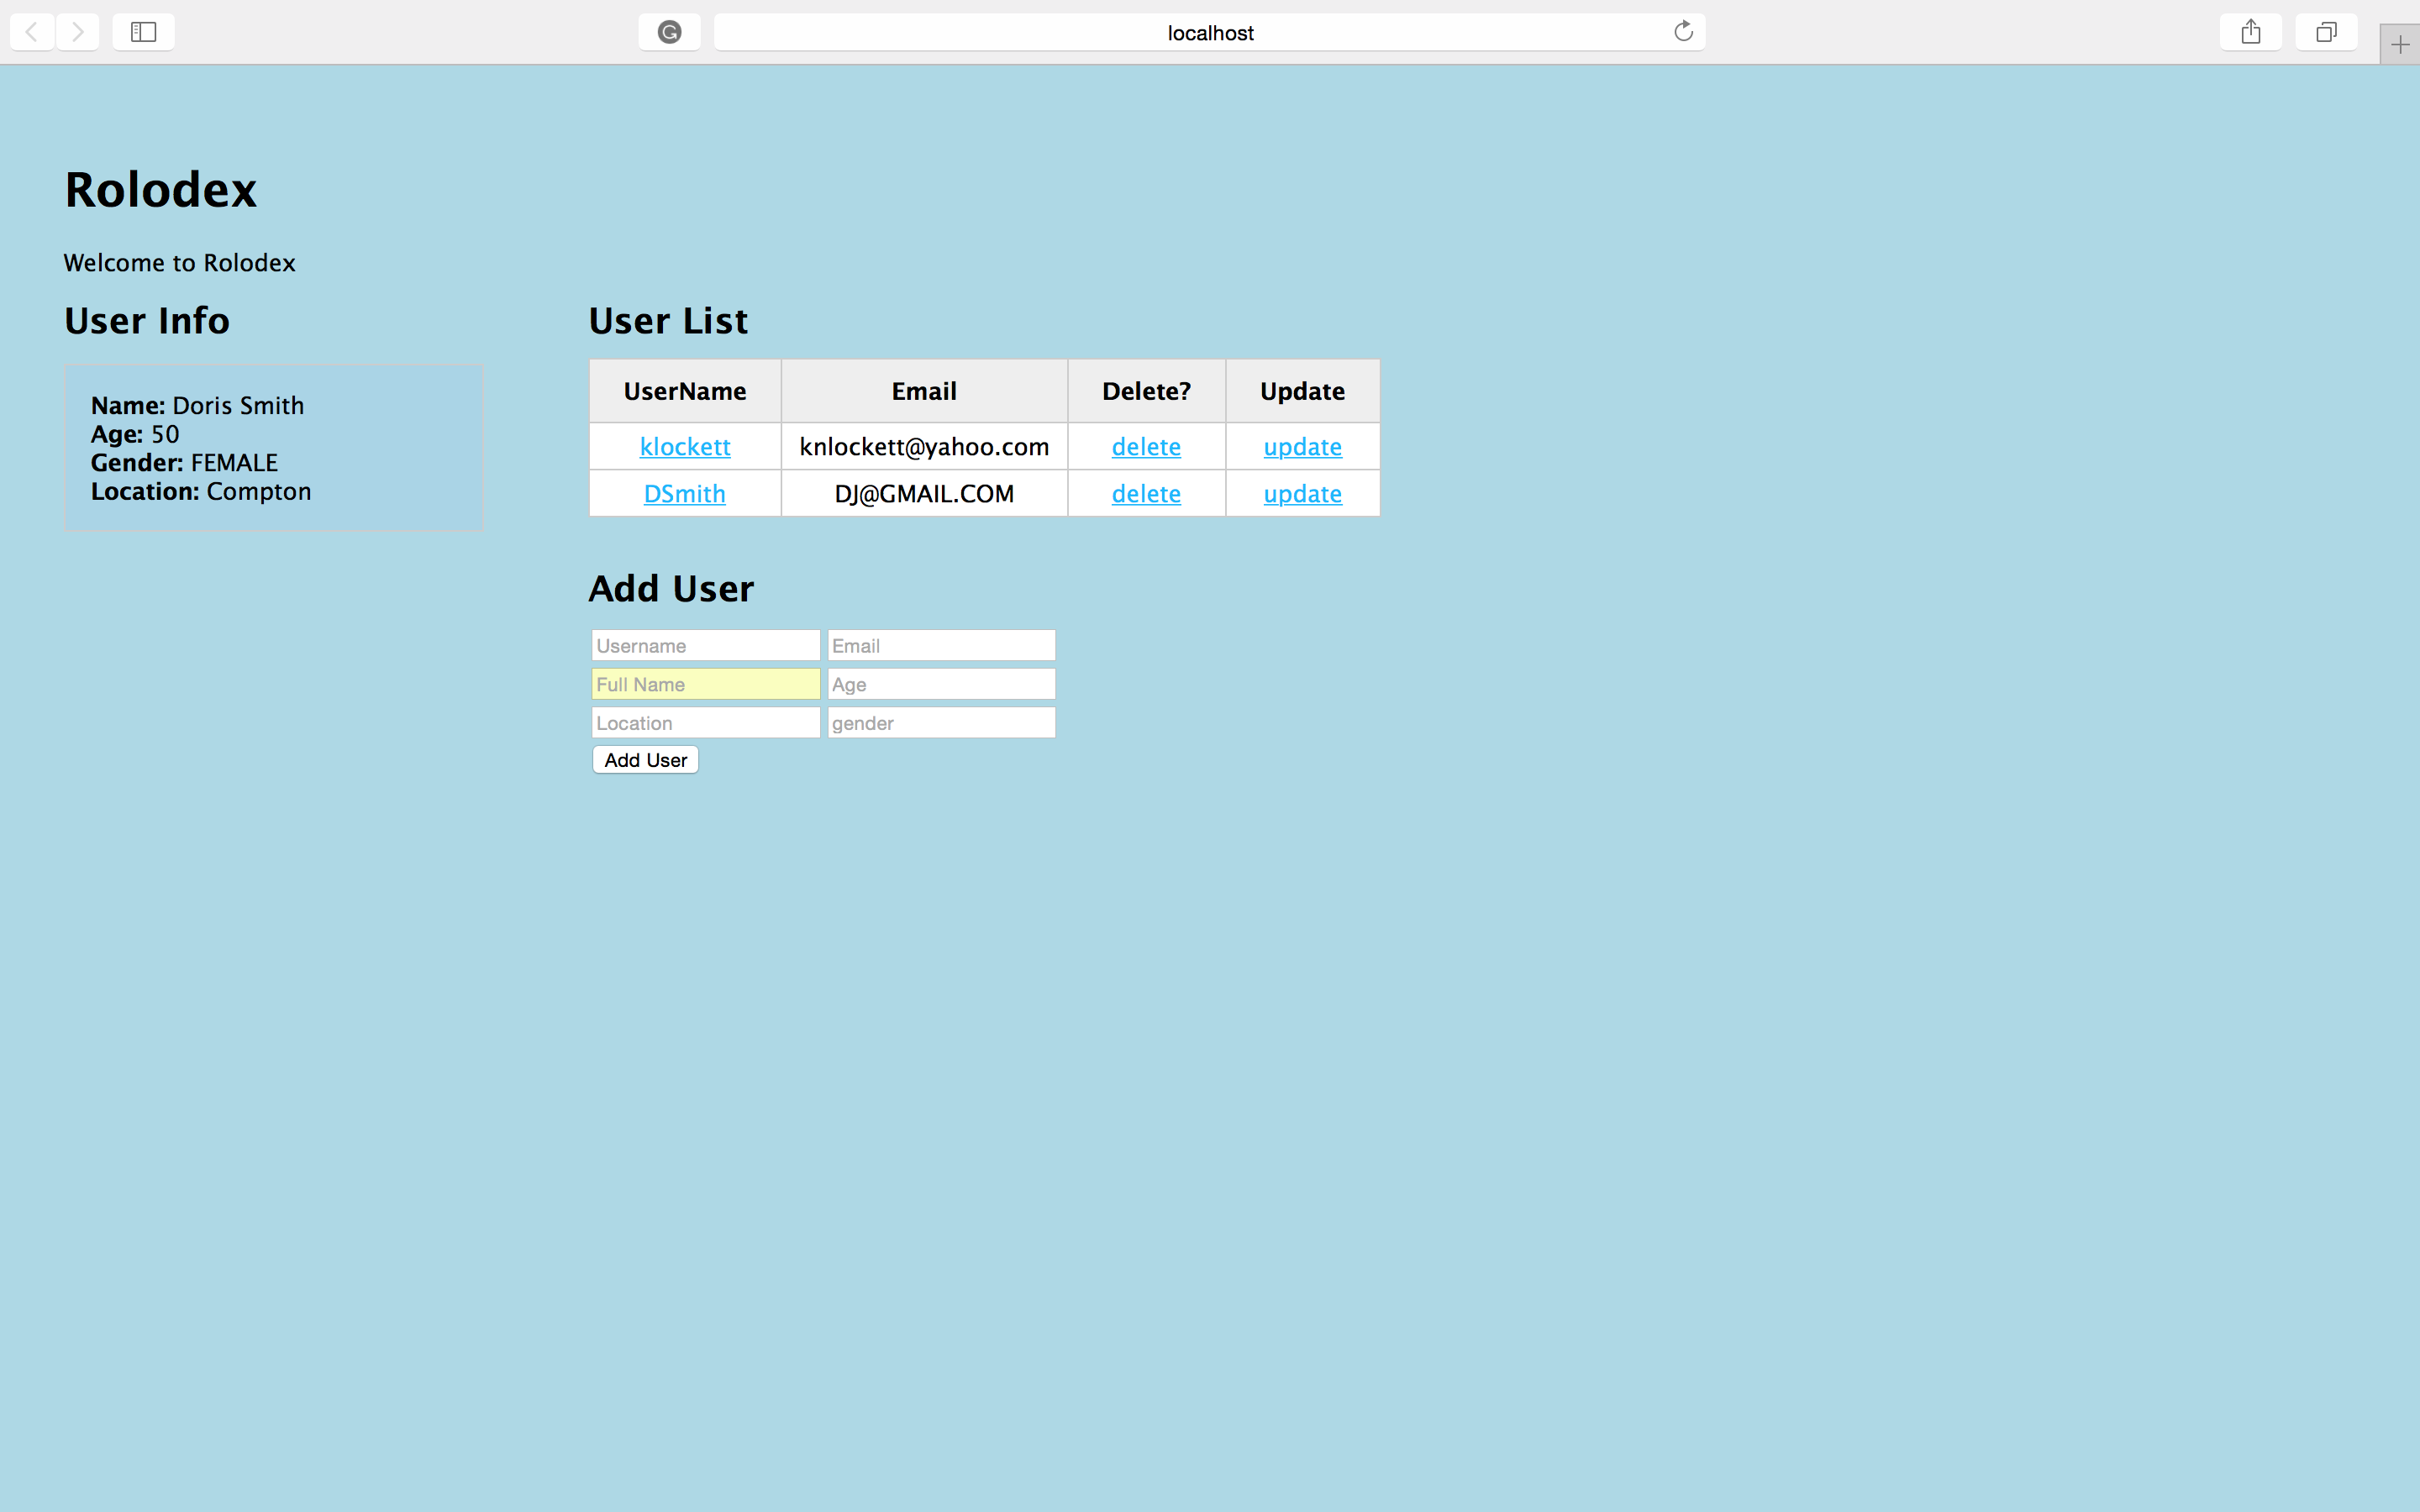 localhost
Rolodex
Welcome to Rolodex
User Info
Name: Doris Smith
Age: 50
Gender: FEMALE
Location: Compton
User List
UserName Email Delete? Update
klockett knlockett@yahoo.com delete update
DSmith DJ@GMAIL.COM delete update
Add User
Username Email
Full Name Age
Location gender
Add User